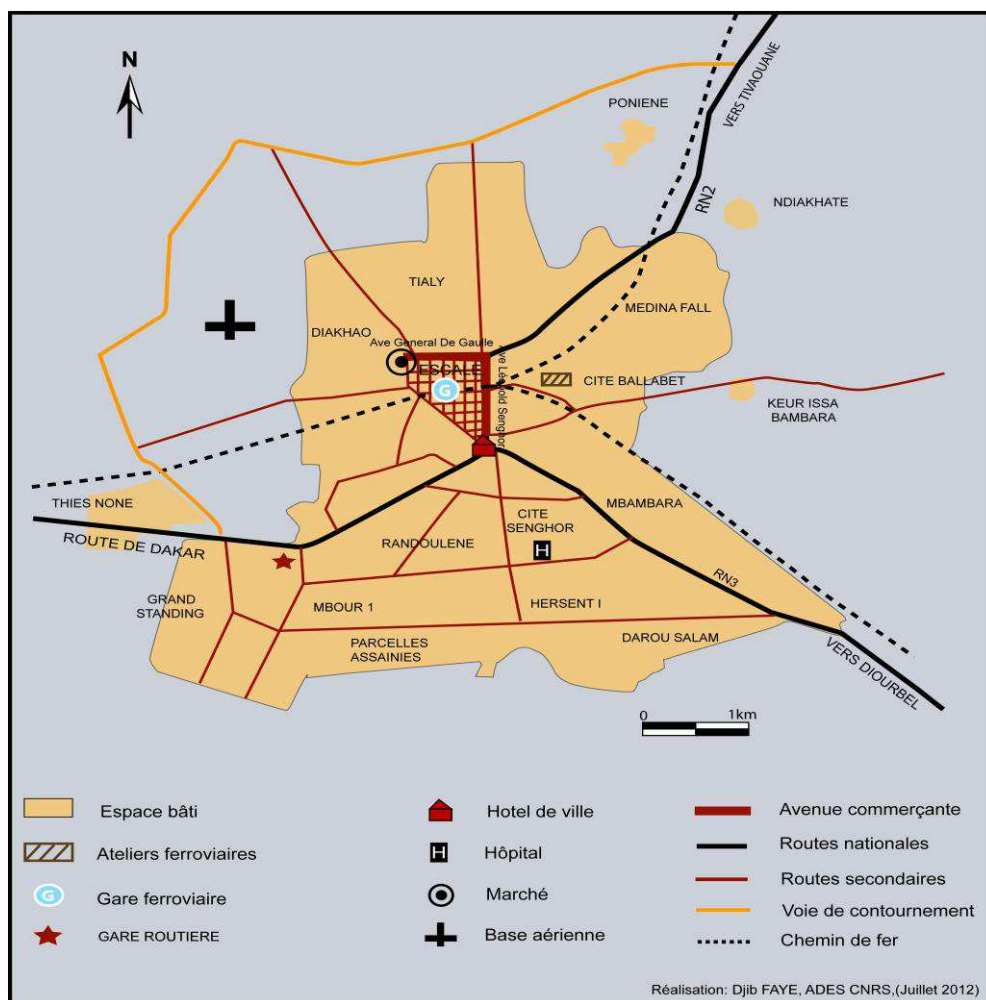 N
PONIENE
VERS TIVAOUANE
RN2
NDIAKHATE
TIALY
MEDINA FALL
DIAKHAO
Ave General De Gaulle
ESCALE
Ave Léopold Senghor
G
CITE BALLABET
KEUR ISSA
BAMBARA
THIES NONE
MBAMBARA
CITE
SENGHOR
ROUTE DE DAKAR
RANDOULENE
H
RN3
GRAND
STANDING
MBOUR 1
HERSENT I
PARCELLES
ASSAINIES
DAROU SALAM
VERS DIOURBEL
0 1km
Espace bâti
Hotel de ville
Avenue commerçante
Ateliers ferroviaires
H
Hôpital
Routes nationales
G
Gare ferroviaire
Marché
Routes secondaires
Voie de contournement
GARE ROUTIERE
Base aérienne
Chemin de fer
Réalisation: Djib FAYE, ADES CNRS,(Juillet 2012)